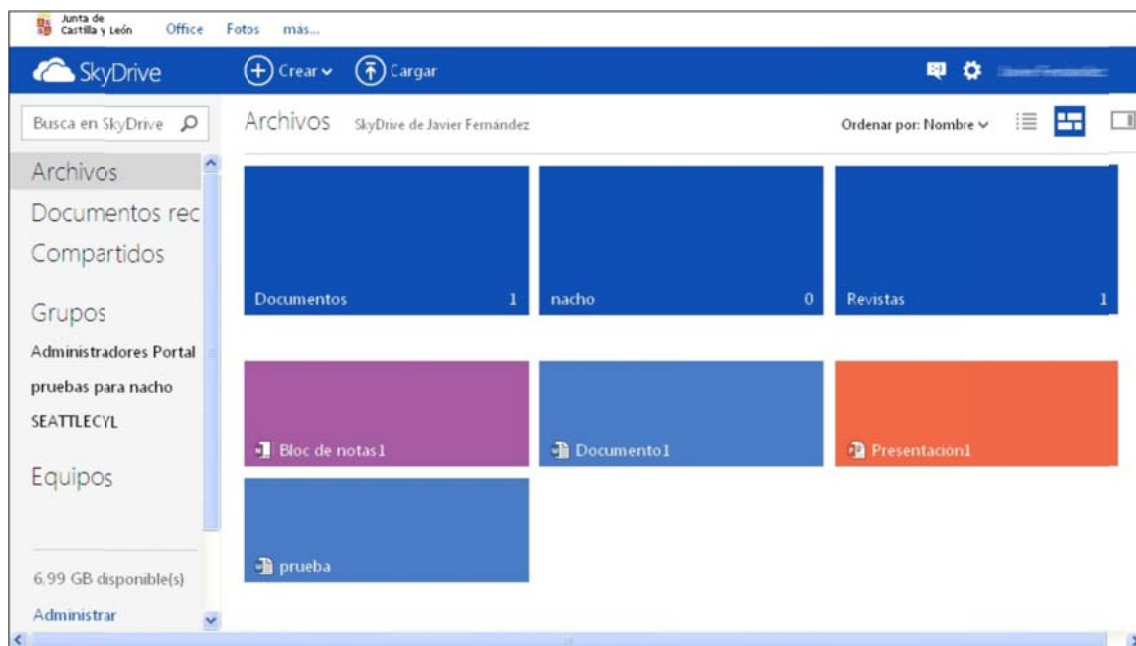 Junta de
Castilla y León Office Fotos más...
SkyDrive Crear Cargar
Busca en SkyDrive
Archivos SkyDrive de Javier Fernández Ordenar por: Nombre
Archivos
Documentos rec
Compartidos
Grupos
Administradores Portal
pruebas para nacho
SEATTLECYL
Equipos
6,99 GB disponible(s)
Administrar
Documentos 1 nacho 0 Revistas 1
Bloc de notas1 Documento1 Presentación1
prueba